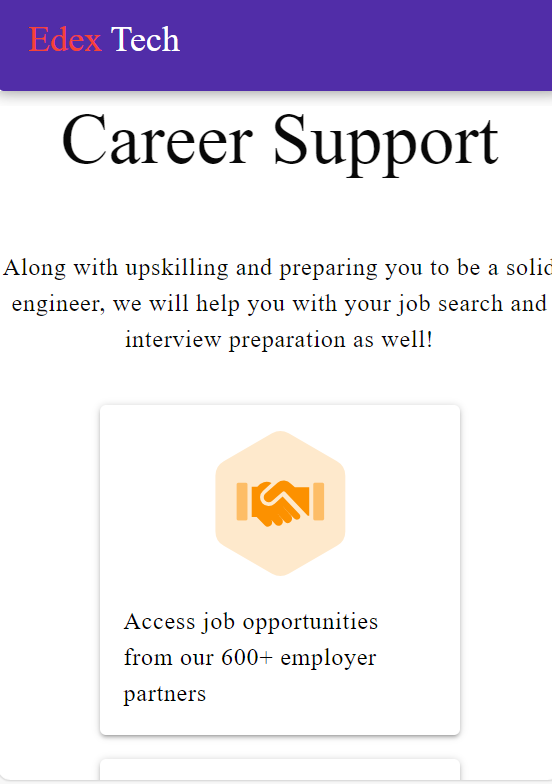 Edex Tech
Career Support
Along with upskilling and preparing you to be a solid
engineer, we will help you with your job search and
interview preparation as well!
Access job opportunities
from our 600+ employer
partners